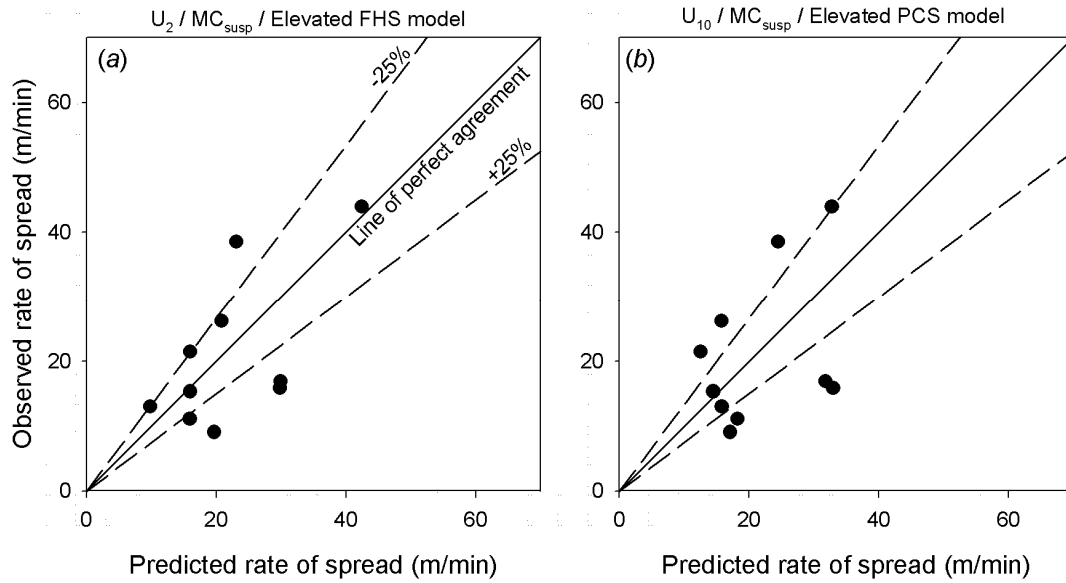 U2 / MCsusp / Elevated FHS model
(a)
-25%
Line of perfect agreement
+25%
Observed rate of spread (m/min)
60
40
20
0
0 20 40 60
Predicted rate of spread (m/min)
U10 / MCsusp / Elevated PCS model
(b)
60
40
20
0
0 20 40 60
Predicted rate of spread (m/min)